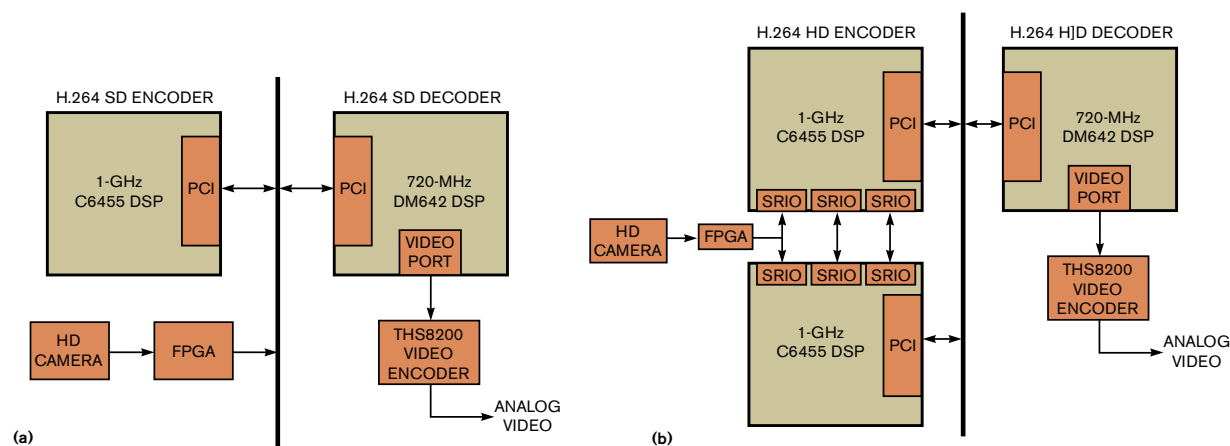 H.264 SD ENCODER
1-GHz
C6455 DSP
PCI
HD
CAMERA
FPGA
H.264 SD DECODER
PCI
720-MHz
DM642 DSP
VIDEO
PORT
THS8200
VIDEO
ENCODER
ANALOG
VIDEO
(a)
H.264 HD ENCODER
1-GHz
C6455 DSP
PCI
SRIO
SRIO
SRIO
HD
CAMERA
FPGA
SRIO
SRIO
SRIO
1-GHz
C6455 DSP
PCI
H.264 H]D DECODER
PCI
720-MHz
DM642 DSP
VIDEO
PORT
THS8200
VIDEO
ENCODER
ANALOG
VIDEO
(b)